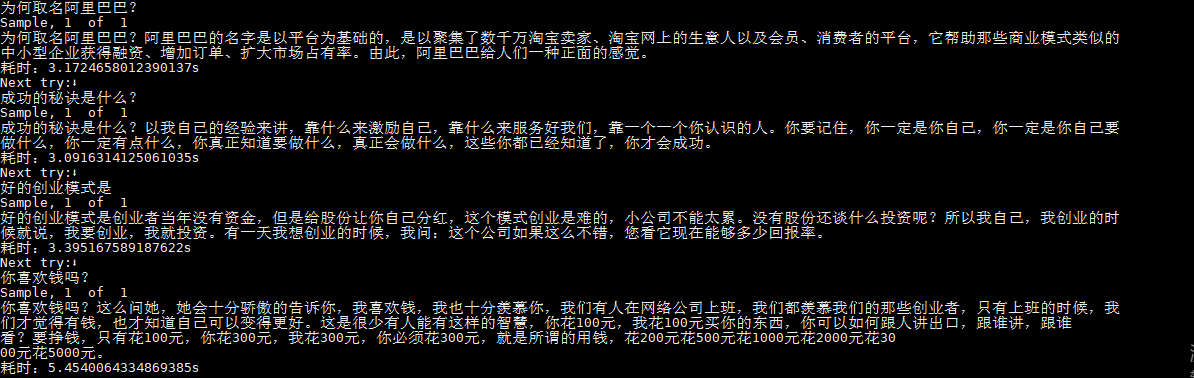 为何取名阿里巴巴?
Sample, 1  of  1
为何取名阿里巴巴? 阿里巴巴的名字是以平台为基础的, 是以聚集了数千万淘宝卖家、淘宝网上的生意人以及会员、消费者的平台, 它帮助那些商业模式类似的
中小型企业获得融资、增加订单、扩大市场占有率。由此, 阿里巴巴给人们一种正面的感觉。
耗时: 3.1724658012390137s
Next try:↓
成功的秘诀是什么?
Sample, 1  of  1
成功的秘诀是什么? 以我自己的经验来讲, 靠什么来激励自己, 靠什么来服务好我们, 靠一个一个你认识的人。你要记住, 你一定是你自己, 你一定是你自己要
做什么, 你一定有点什么, 你真正知道要做什么, 真正会做什么, 这些你都已经知道了, 你才会成功。
耗时: 3.0916314125061035s
Next try:↓
好的创业模式是
Sample, 1  of  1
好的创业模式是创业者当年没有资金, 但是给股份让你自己分红, 这个模式创业是难的, 小公司不能太累。没有股份还谈什么投资呢? 所以我自己, 我创业的时
候就说, 我要创业, 我就投资。有一天我想创业的时候, 我问: 这个公司如果这么不错, 您看它现在能够多少回报率。
耗时: 3.395167589187622s
Next try:↓
你喜欢钱吗?
Sample, 1  of  1
你喜欢钱吗? 这么问她, 她会十分骄傲的告诉你, 我喜欢钱, 我也十分羡慕你, 我们有人在网络公司上班, 我们都羡慕我们的那些创业者, 只有上班的时候, 我
们才觉得有钱, 也才知道自己可以变得更好。这是很少有人能有这样的智慧, 你花100元, 我花100元买你的东西, 你可以如何跟人讲出口, 跟谁讲, 跟谁
看? 要挣钱, 只有花100元, 你花300元, 我花300元, 你必须花300元, 就是所谓的用钱, 花200元花500元花1000元花2000元花30
00元花5000元。
耗时: 5.4540064334869385s